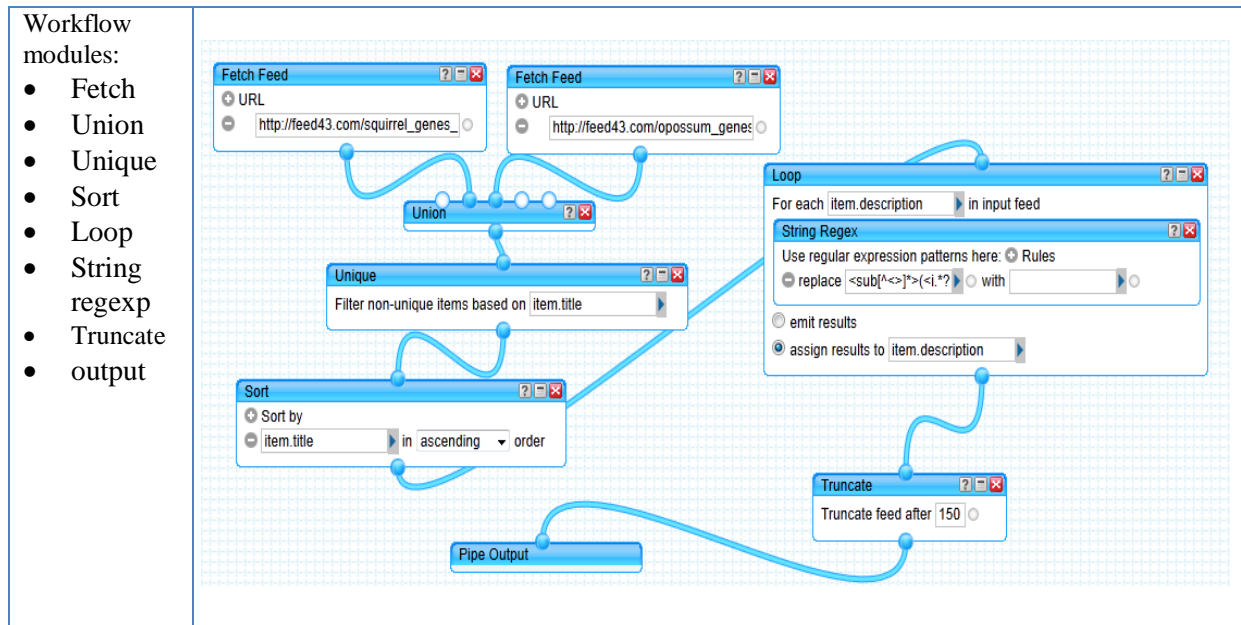 Workflow
modules:
• Fetch
• Union
• Unique
• Sort
• Loop
• String
regexp
• Truncate
• output
Fetch Feed
URL
http://feed43.com/squirrel_genes_
Fetch Feed
URL
http://feed43.com/opossum_genes
Union
Unique
Filter non-unique items based on item.title
Sort
Sort by
item.title in ascending order
Loop
For each item.description in input feed
String Regex
Use regular expression patterns here: Rules
replace <sub[^<>]*>(<i.*? with
emit results
assign results to item.description
Truncate
Truncate feed after 150
Pipe Output